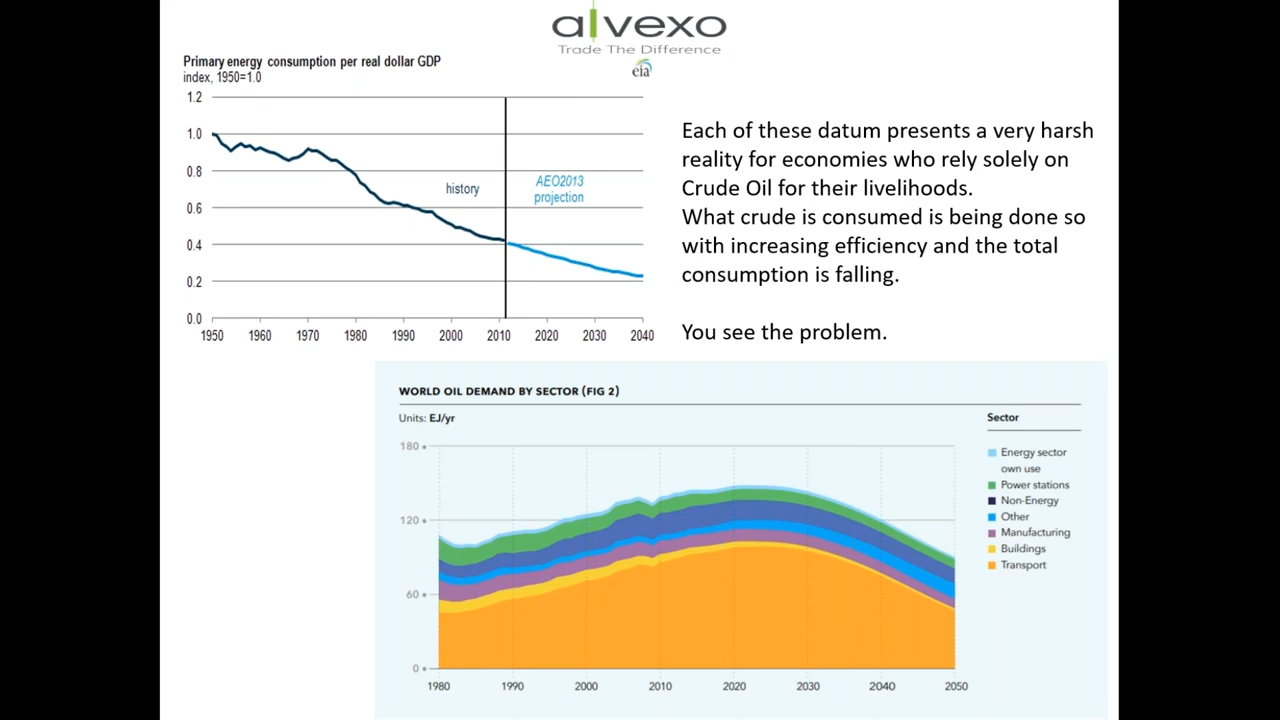 alvexo
Trade The Difference
Primary energy consumption per real dollar GDP
index, 1950=1.0
eia
1.2
1.0
0.8
0.6
0.4
0.2
0.0
history
AEO2013
projection
1950 1960 1970 1980 1990 2000 2010 2020 2030 2040
Each of these datum presents a very harsh
reality for economies who rely solely on
Crude Oil for their livelihoods.
What crude is consumed is being done so
with increasing efficiency and the total
consumption is falling.
You see the problem.
WORLD OIL DEMAND BY SECTOR (FIG 2)
Units: EJ/yr
180
120
60
0
1980 1990 2000 2010 2020 2030 2040 2050
Sector
Energy sector
own use
Power stations
Non-Energy
Other
Manufacturing
Buildings
Transport